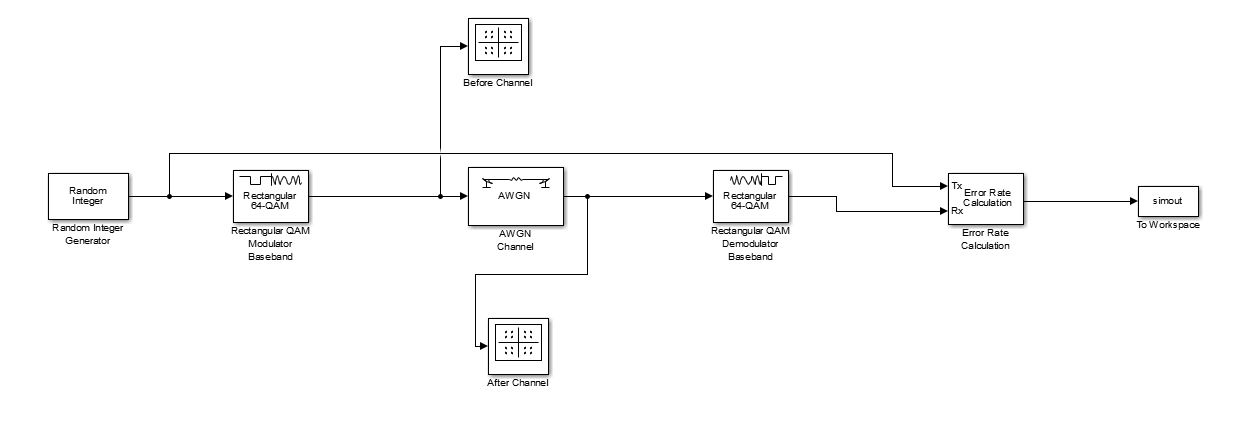 Before Channel
Random
Integer
Random Integer
Generator
Rectangular
64-QAM
Rectangular QAM
Modulator
Baseband
AWGN
AWGN
Channel
Rectangular
64-QAM
Rectangular QAM
Demodulator
Baseband
Tx
Rx
Error Rate
Calculation
Error Rate
Calculation
simout
To Workspace
After Channel